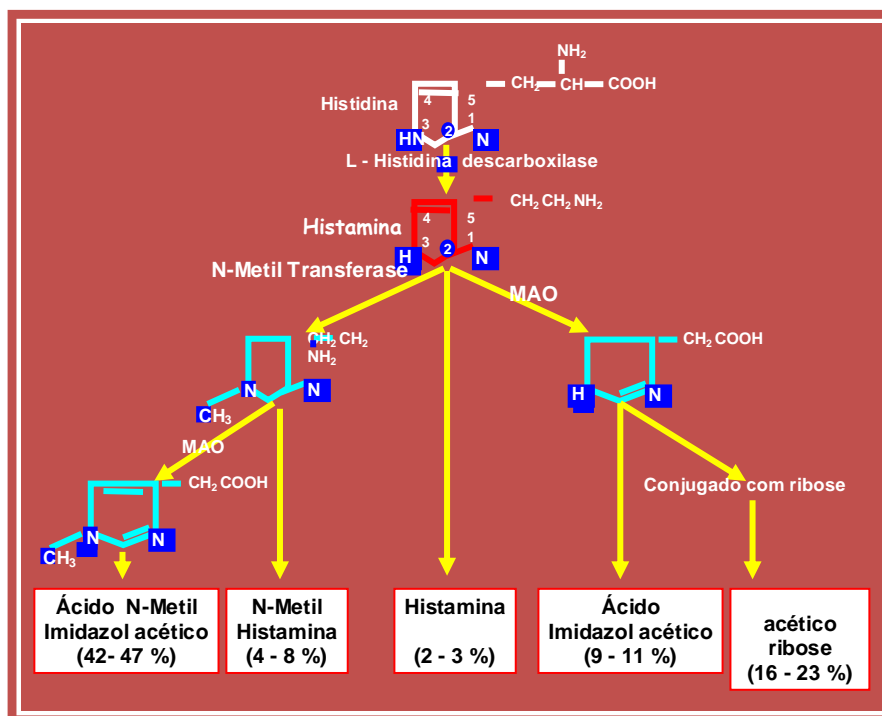 NH2
CH2 CH COOH
Histidina
4 5
3 2 1
HN N
L - Histidina descarboxilase
CH2 CH2 NH2
Histamina
4 5
3 2 1
H N
N-Metil Transferase
MAO
CH2 CH2
NH2
CH2 COOH
N N
H N
CH3
MAO
CH2 COOH
Conjugado com ribose
N N
CH3
Ácido N-Metil
Imidazol acético
(42- 47 %)
N-Metil
Histamina
(4 - 8 %)
Histamina
(2 - 3 %)
Ácido
Imidazol acético
(9 - 11 %)
acético
ribose
(16 - 23 %)